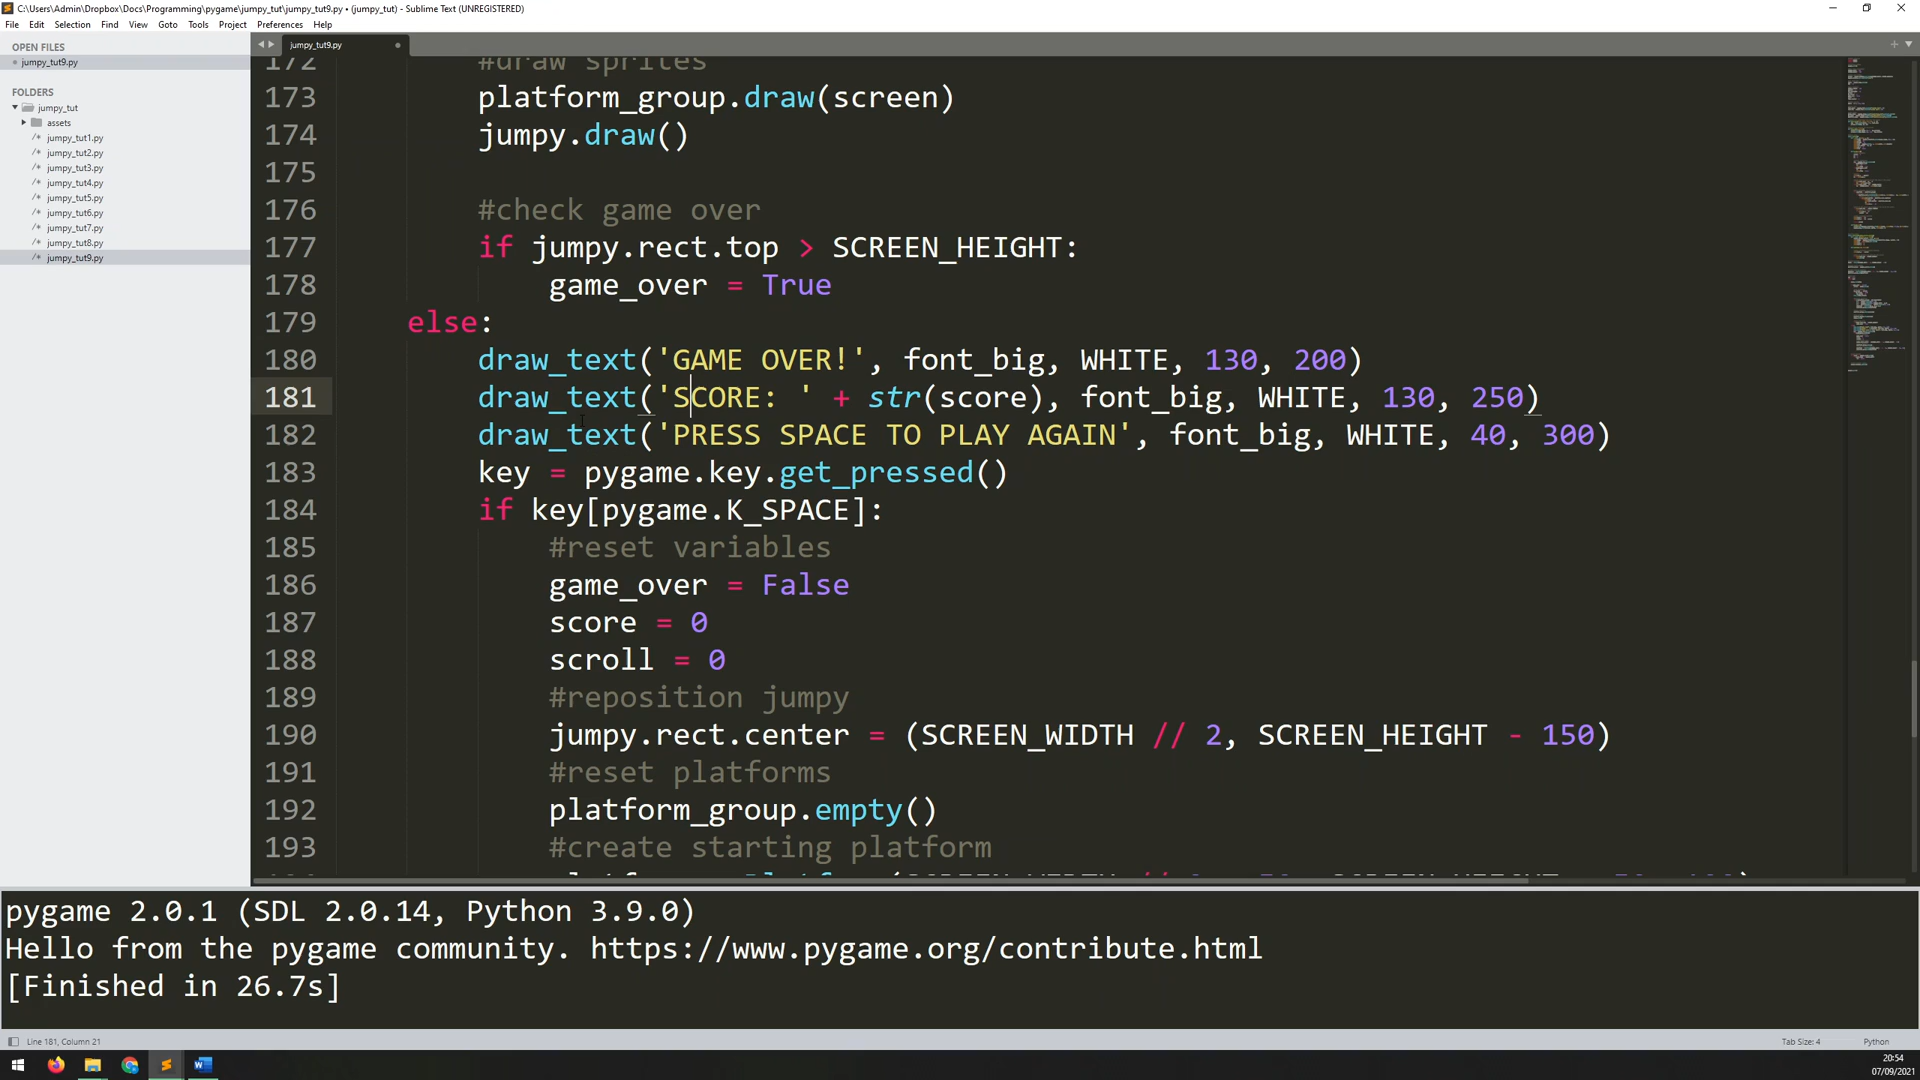 C:\Users\Admin\Dropbox\Docs\Programming\pygame\jumpy_tut\jumpy_tut9.py • (jumpy_tut) - Sublime Text (UNREGISTERED)
File Edit Selection Find View Goto Tools Project Preferences Help
OPEN FILES
jumpy_tut9.py
FOLDERS
jumpy_tut
assets
/* jumpy_tut1.py
/* jumpy_tut2.py
/* jumpy_tut3.py
/* jumpy_tut4.py
/* jumpy_tut5.py
/* jumpy_tut6.py
/* jumpy_tut7.py
/* jumpy_tut8.py
/* jumpy_tut9.py
jumpy_tut9.py
172 #draw sprites
173 platform_group.draw(screen)
174 jumpy.draw()
175
176 #check game over
177 if jumpy.rect.top > SCREEN_HEIGHT:
178 game_over = True
179 else:
180 draw_text('GAME OVER!', font_big, WHITE, 130, 200)
181 draw_text('SCORE: ' + str(score), font_big, WHITE, 130, 250)
182 draw_text('PRESS SPACE TO PLAY AGAIN', font_big, WHITE, 40, 300)
183 key = pygame.key.get_pressed()
184 if key[pygame.K_SPACE]:
185 #reset variables
186 game_over = False
187 score = 0
188 scroll = 0
189 #reposition jumpy
190 jumpy.rect.center = (SCREEN_WIDTH // 2, SCREEN_HEIGHT - 150)
191 #reset platforms
192 platform_group.empty()
193 #create starting platform
pygame 2.0.1 (SDL 2.0.14, Python 3.9.0)
Hello from the pygame community. https://www.pygame.org/contribute.html
[Finished in 26.7s]
Line 181, Column 21
Tab Size: 4
Python
20:54
07/09/2021